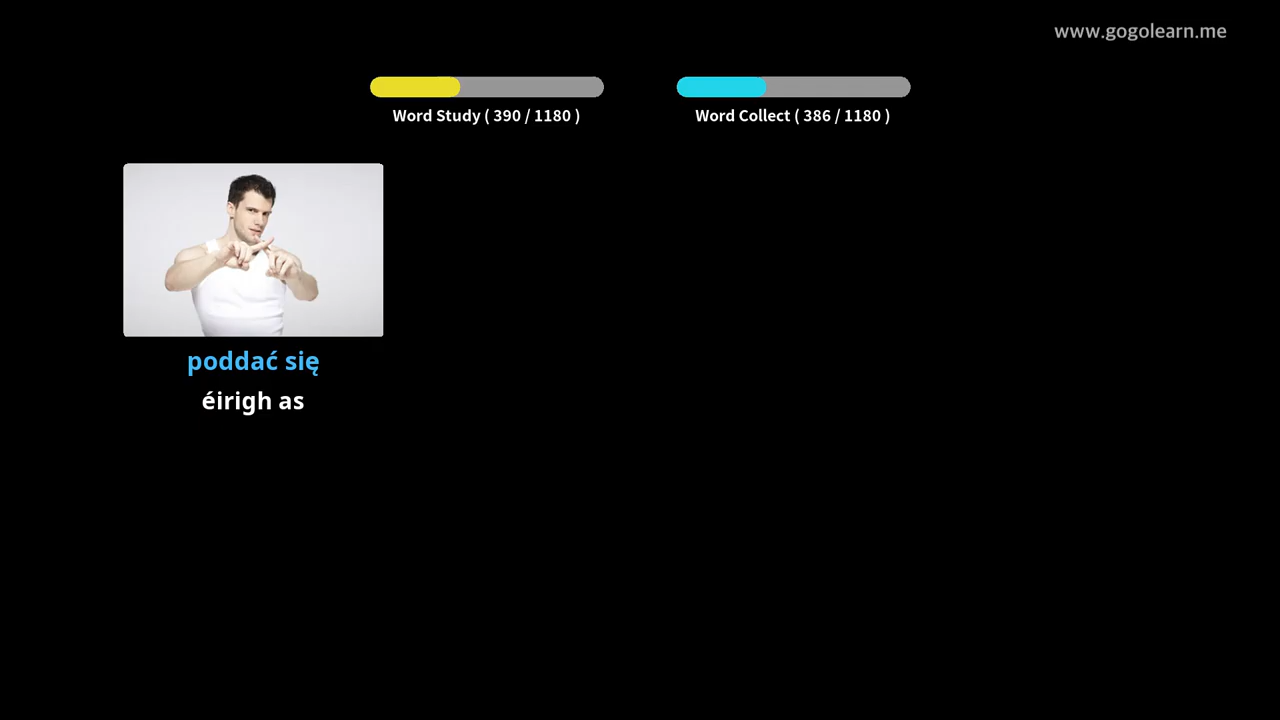 www.gogolearn.me
Word Study ( 390 / 1180 )
Word Collect ( 386 / 1180 )
poddać się
éirigh as